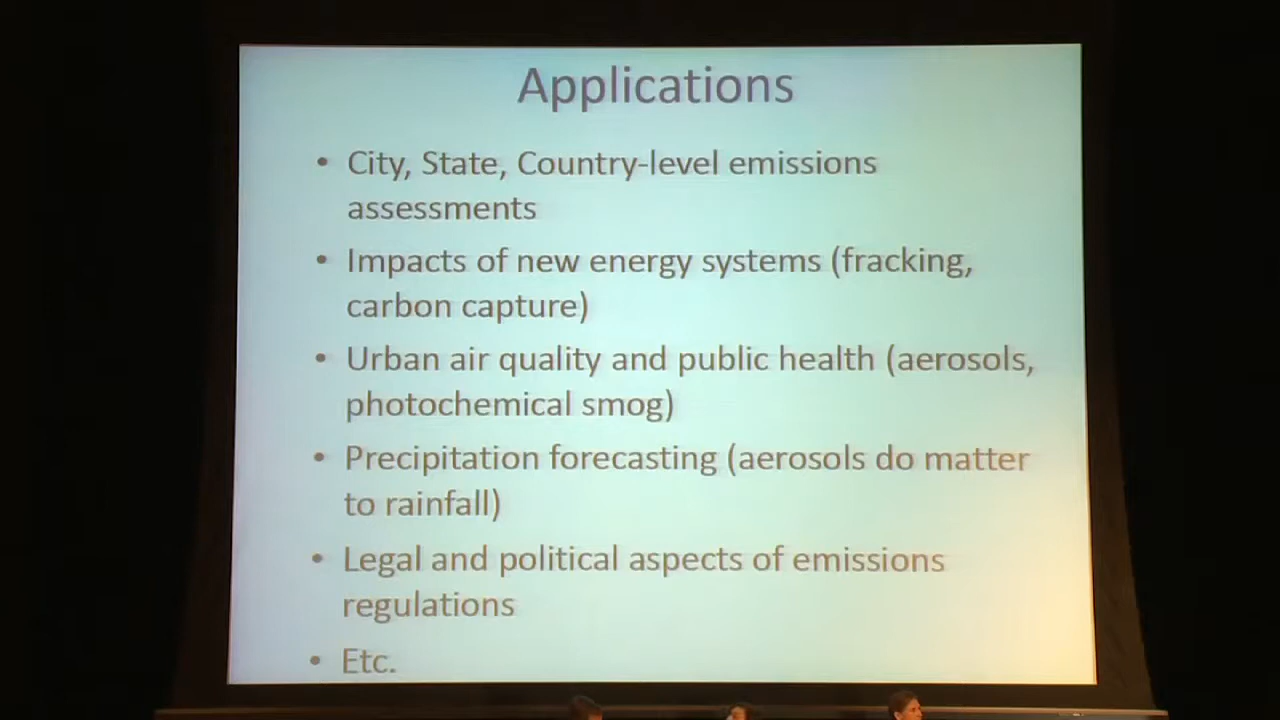 Applications
• City, State, Country-level emissions
assessments
• Impacts of new energy systems (fracking,
carbon capture)
• Urban air quality and public health (aerosols,
photochemical smog)
• Precipitation forecasting (aerosols do matter
to rainfall)
• Legal and political aspects of emissions
regulations
• Etc.